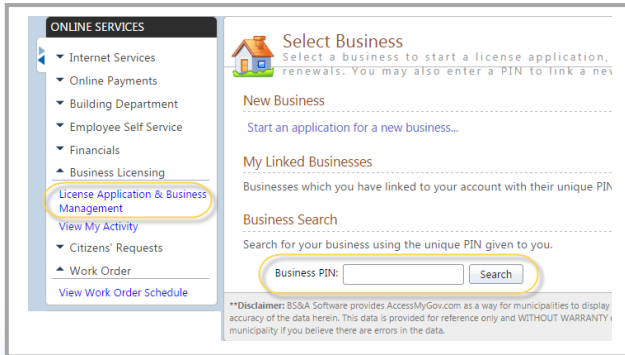 ONLINE SERVICES
Internet Services
Online Payments
Building Department
Employee Self Service
Financials
Business Licensing
License Application & Business
Management
View My Activity
Citizens' Requests
Work Order
View Work Order Schedule
Select Business
Select a business to start a license application,
renewals. You may also enter a PIN to link a
New Business
Start an application for a new business...
My Linked Businesses
Businesses which you have linked to your account with their unique PIN
Business Search
Search for your business using the unique PIN given to you.
Business PIN: Search
**Disclaimer: BS&A Software provides AccessMyGov.com as a way for municipalities to display
accuracy of the data herein. This data is provided for reference only and WITHOUT WARRANTY
municipality if you believe there are errors in the data.